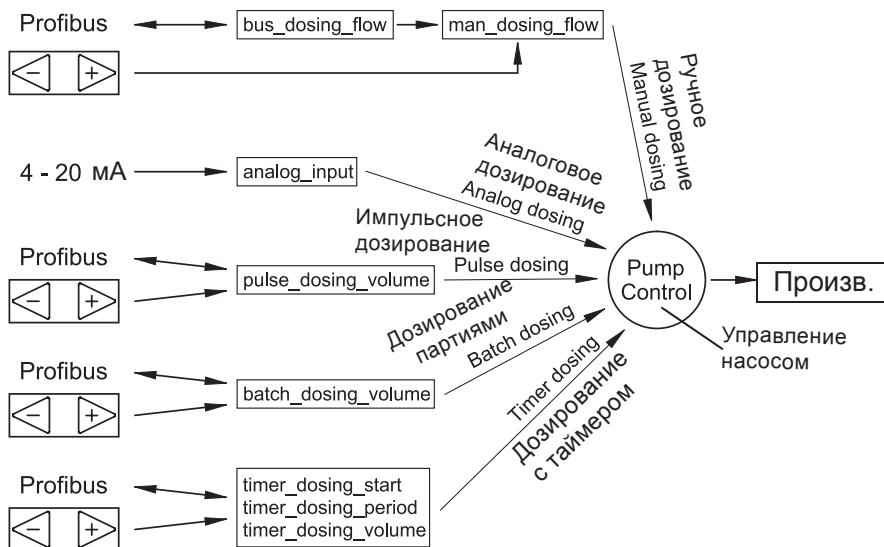 Profibus
bus_dosing_flow
man_dosing_flow
− +
Ручное
дозирование
Manual dosing
4 - 20 мА
analog_input
Аналоговое
дозирование
Analog dosing
Импульсное
дозирование
Profibus
− +
pulse_dosing_volume
Pulse dosing
Pump
Control
Произв.
Управление
насосом
Дозирование
партиями
Batch dosing
Profibus
− +
batch_dosing_volume
Timer dosing
Дозирование
с таймером
Profibus
− +
timer_dosing_start
timer_dosing_period
timer_dosing_volume